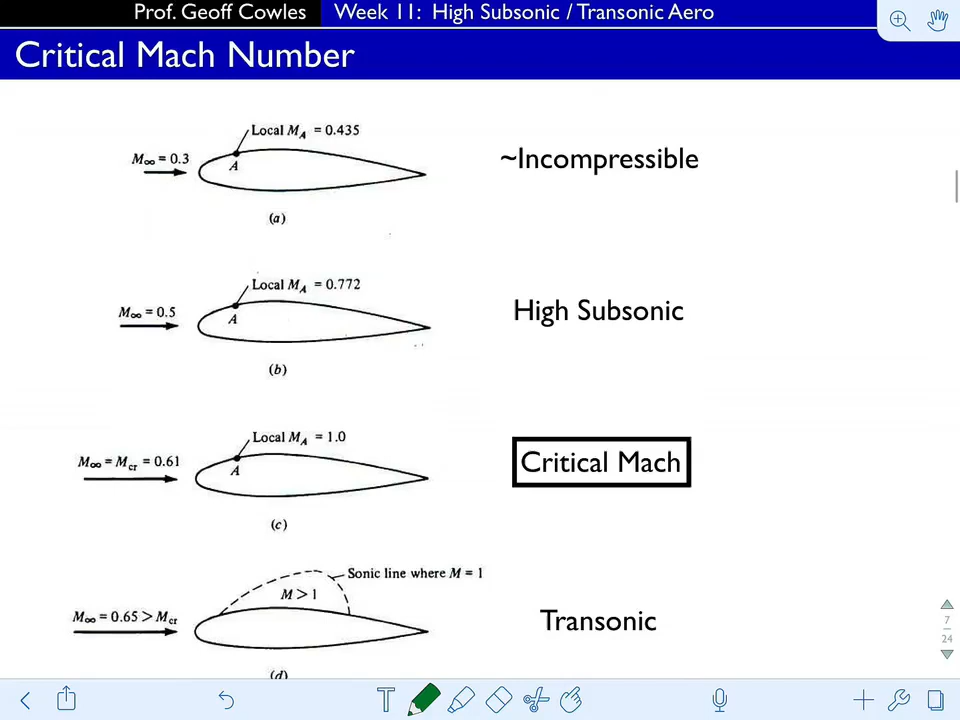 Prof. Geoff Cowles Week 11: High Subsonic / Transonic Aero
Critical Mach Number
Local M_A = 0.435
M∞ = 0.3
A
~Incompressible
(a)
Local M_A = 0.772
M∞ = 0.5
A
High Subsonic
(b)
Local M_A = 1.0
M∞ = M_cr = 0.61
A
Critical Mach
(c)
Sonic line where M = 1
M > 1
M∞ = 0.65 > M_cr
Transonic
(d)
7
24
T